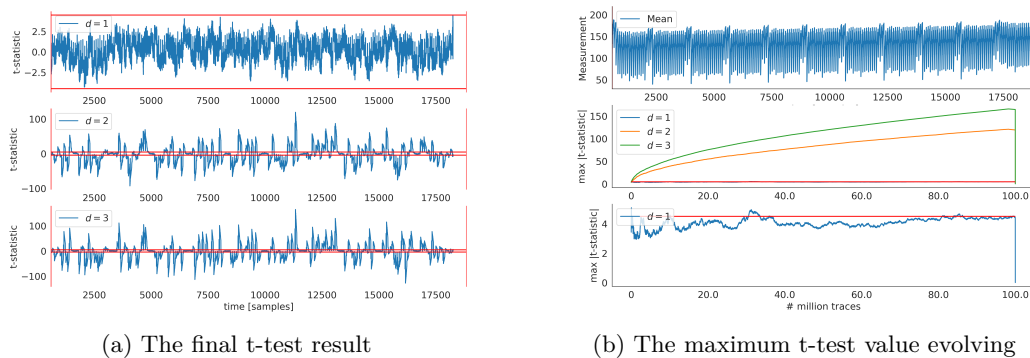 t-statistic
2.5
0.0
−2.5
d = 1
2500 5000 7500 10000 12500 15000 17500
t-statistic
100
0
−100
d = 2
2500 5000 7500 10000 12500 15000 17500
t-statistic
100
0
−100
d = 3
2500 5000 7500 10000 12500 15000 17500
time [samples]
(a) The final t-test result
Measurement
200
150
100
50
Mean
2500 5000 7500 10000 12500 15000 17500
max |t-statistic|
150
100
50
0
d = 1
d = 2
d = 3
0 20.0 40.0 60.0 80.0 100.0
max |t-statistic|
4
2
0
d = 1
0 20.0 40.0 60.0 80.0 100.0
# million traces
(b) The maximum t-test value evolving